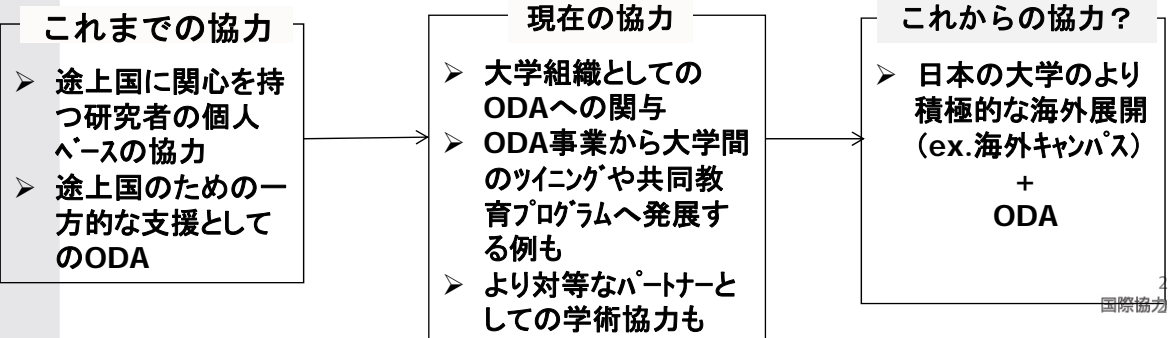 これまでの協力
➢ 途上国に関心を持
つ研究者の個人
ﾍﾞｰｽの協力
➢ 途上国のための一
方的な支援として
のODA
現在の協力
➢ 大学組織としての
ODAへの関与
➢ ODA事業から大学間
のﾂｲﾆﾝｸﾞや共同教
育ﾌﾟﾛｸﾞﾗﾑへ発展す
る例も
➢ より対等なﾊﾟｰﾄﾅｰと
しての学術協力も
これからの協力？
➢ 日本の大学のより
積極的な海外展開
（ex.海外ｷｬﾝﾊﾟｽ）
+
ODA
2
国際協力